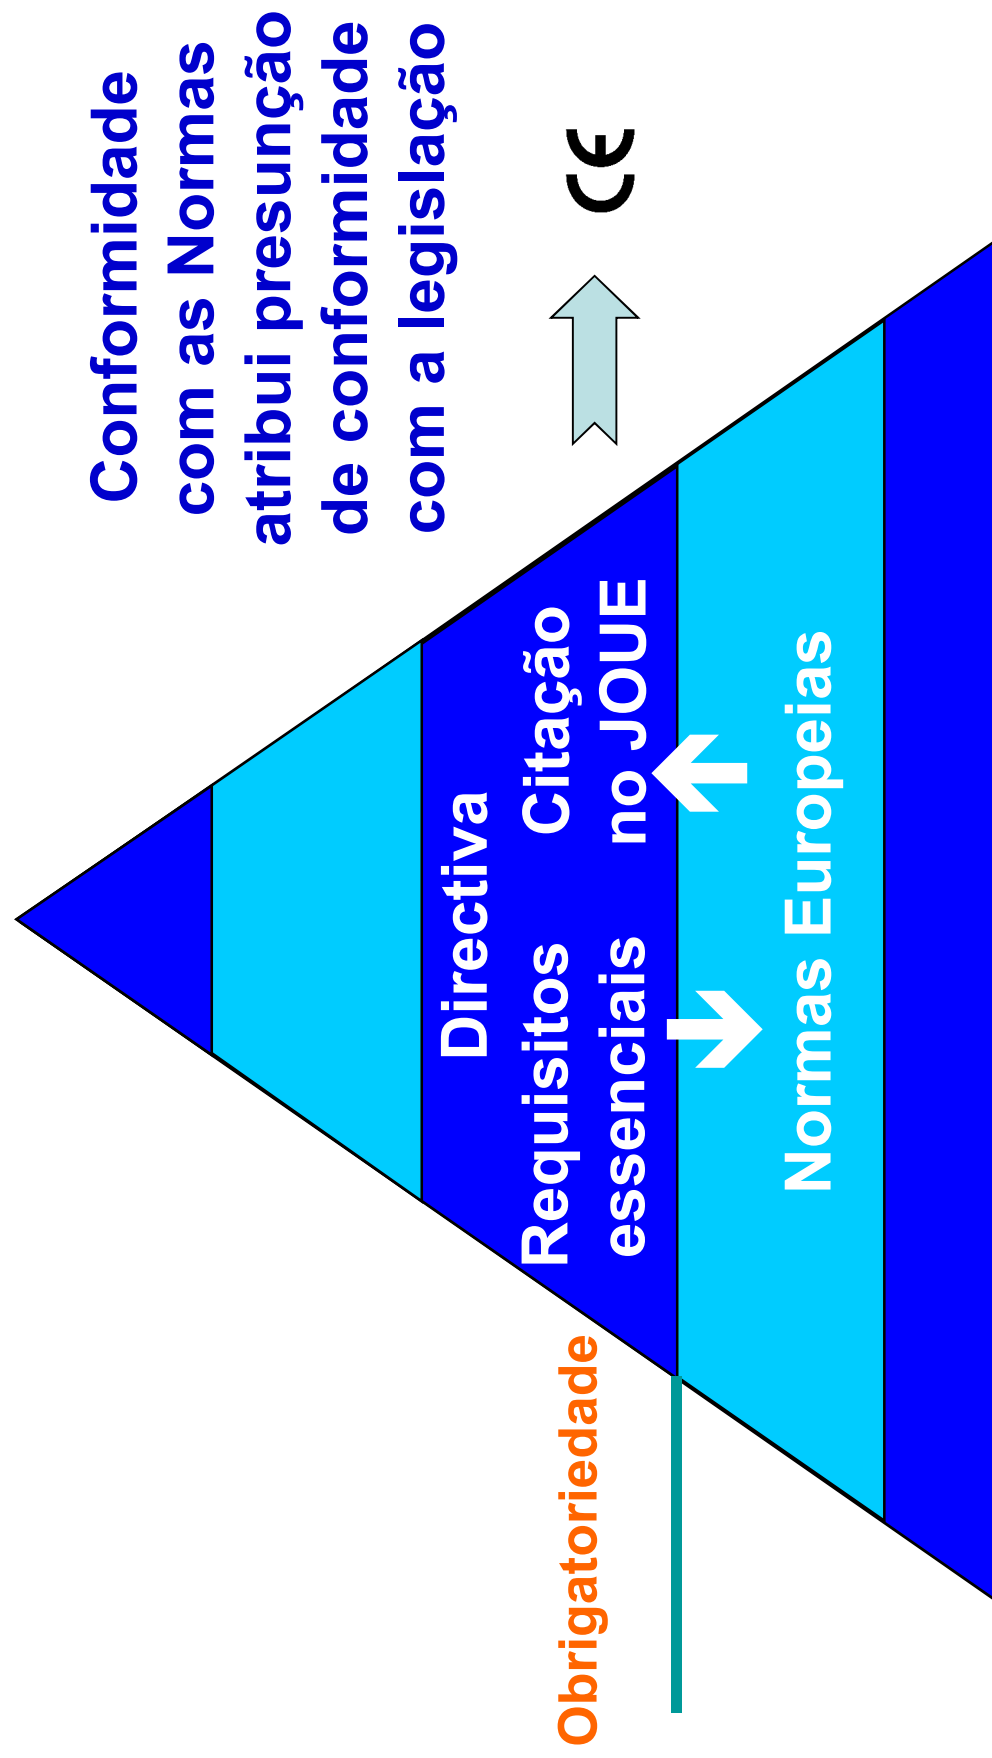 Conformidade
com as Normas
atribui presunção
de conformidade
com a legislação
CE
Directiva
Requisitos
essenciais
Citação
no JOUE
Obrigatoriedade
Normas Europeias